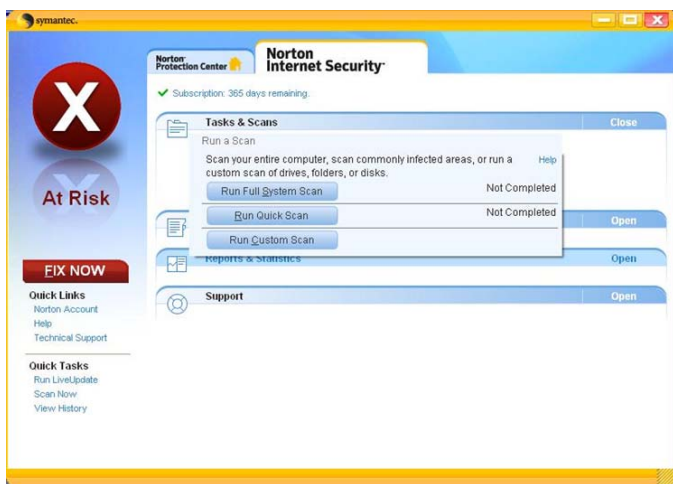 symantec.
Norton
Protection Center
Norton
Internet Security
Subscription: 365 days remaining.
X
At Risk
FIX NOW
Quick Links
Norton Account
Help
Technical Support
Quick Tasks
Run LiveUpdate
Scan Now
View History
Tasks & Scans Close
Run a Scan
Scan your entire computer, scan commonly infected areas, or run a Help
custom scan of drives, folders, or disks.
Run Full System Scan Not Completed
Run Quick Scan Not Completed
Run Custom Scan
Open
Reports & Statistics Open
Support Open